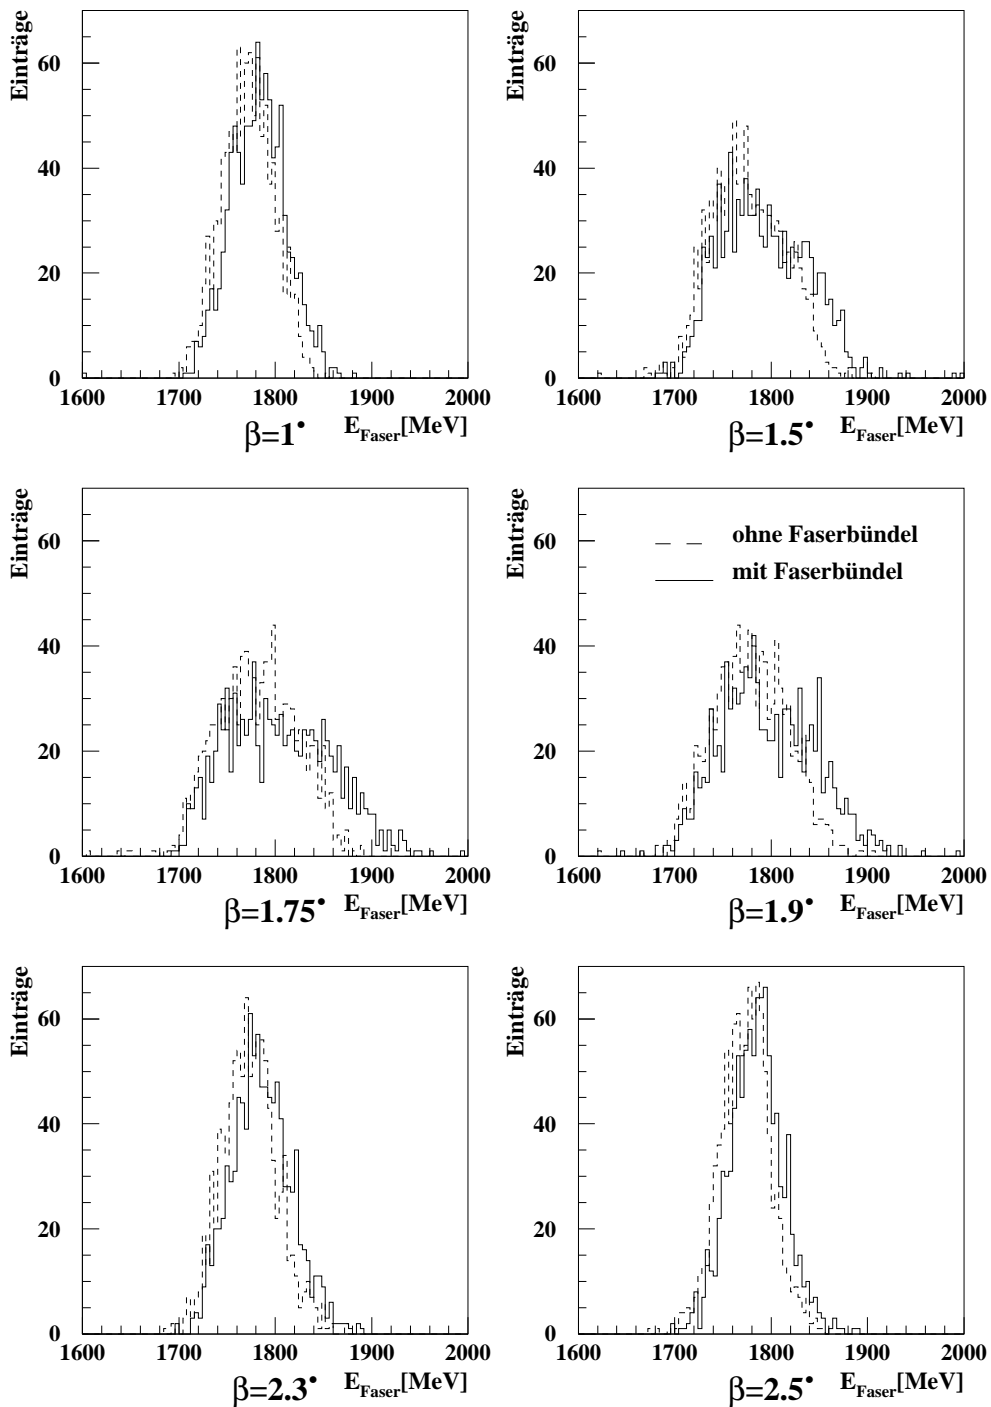 Einträge
Einträge
60
60
40
40
20
20
0
0
1600 1700 1800 1900 2000
1600 1700 1800 1900 2000
β=1• E_Faser[MeV]
β=1.5• E_Faser[MeV]
Einträge
Einträge
60
60
ohne Faserbündel
mit Faserbündel
40
40
20
20
0
0
1600 1700 1800 1900 2000
1600 1700 1800 1900 2000
β=1.75• E_Faser[MeV]
β=1.9• E_Faser[MeV]
Einträge
Einträge
60
60
40
40
20
20
0
0
1600 1700 1800 1900 2000
1600 1700 1800 1900 2000
β=2.3• E_Faser[MeV]
β=2.5• E_Faser[MeV]